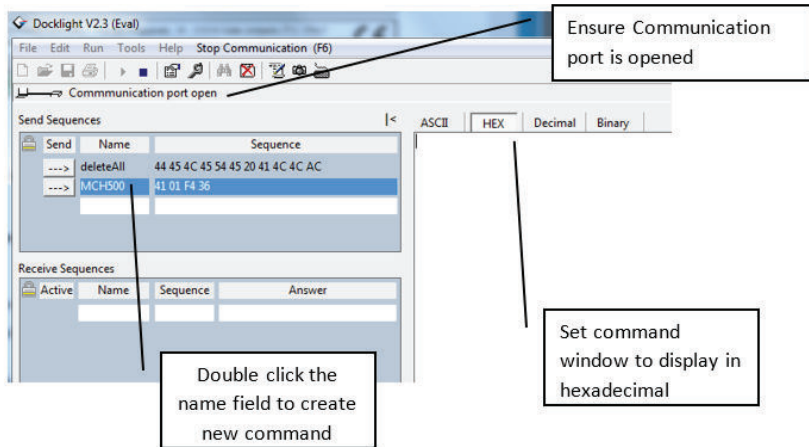 Docklight V2.3 (Eval)
File Edit Run Tools Help Stop Communication (F6)
Commmunication port open
Send Sequences
Send Name Sequence
---> deleteAll 44 45 4C 45 54 45 20 41 4C 4C AC
---> MCH500 41 01 F4 36
Receive Sequences
Active Name Sequence Answer
ASCII HEX Decimal Binary
Ensure Communication
port is opened
Double click the
name field to create
new command
Set command
window to display in
hexadecimal